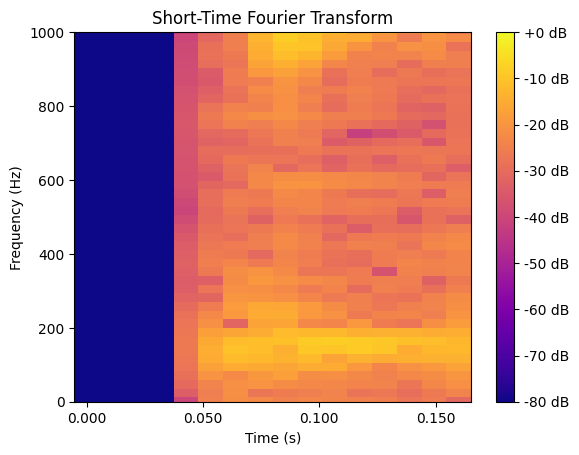 Short-Time Fourier Transform
1000
800
600
400
200
0
Frequency (Hz)
0.000
0.050
0.100
0.150
Time (s)
+0 dB
-10 dB
-20 dB
-30 dB
-40 dB
-50 dB
-60 dB
-70 dB
-80 dB